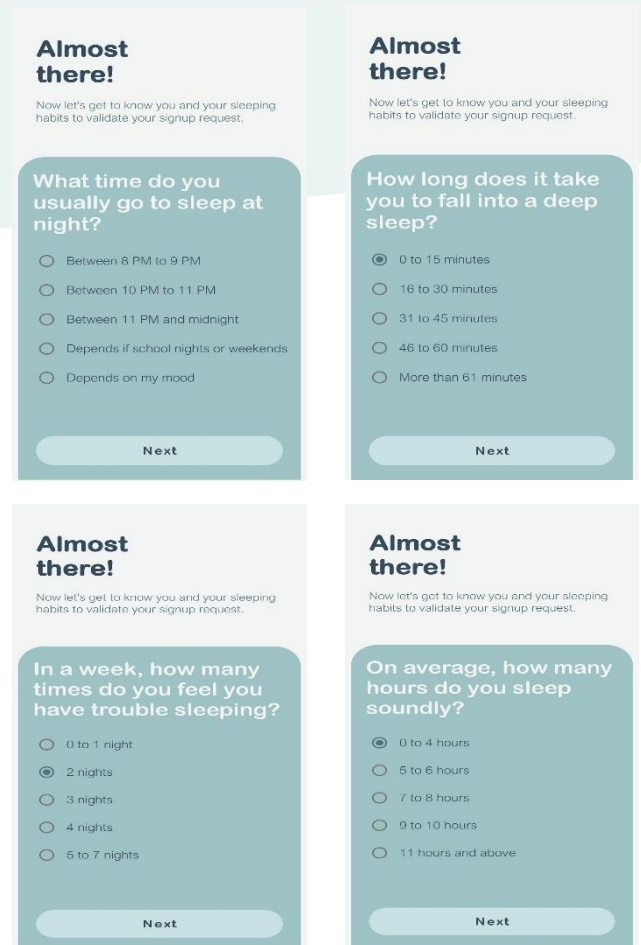 Almost
there!
Now let's get to know you and your sleeping
habits to validate your signup request.
What time do you
usually go to sleep at
night?
Between 8 PM to 9 PM
Between 10 PM to 11 PM
Between 11 PM and midnight
Depends if school nights or weekends
Depends on my mood
Next
Almost
there!
Now let's get to know you and your sleeping
habits to validate your signup request.
How long does it take
you to fall into a deep
sleep?
0 to 15 minutes
16 to 30 minutes
31 to 45 minutes
46 to 60 minutes
More than 61 minutes
Next
Almost
there!
Now let's get to know you and your sleeping
habits to validate your signup request.
In a week, how many
times do you feel you
have trouble sleeping?
0 to 1 night
2 nights
3 nights
4 nights
5 to 7 nights
Next
Almost
there!
Now let's get to know you and your sleeping
habits to validate your signup request.
On average, how many
hours do you sleep
soundly?
0 to 4 hours
5 to 6 hours
7 to 8 hours
9 to 10 hours
11 hours and above
Next